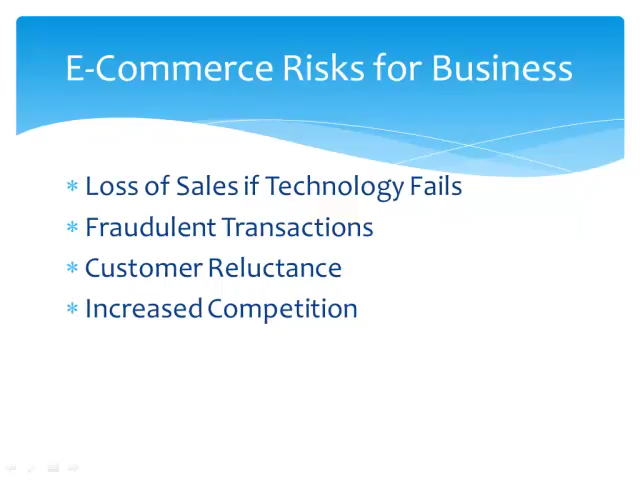 E-Commerce Risks for Business
Loss of Sales if Technology Fails
Fraudulent Transactions
Customer Reluctance
Increased Competition